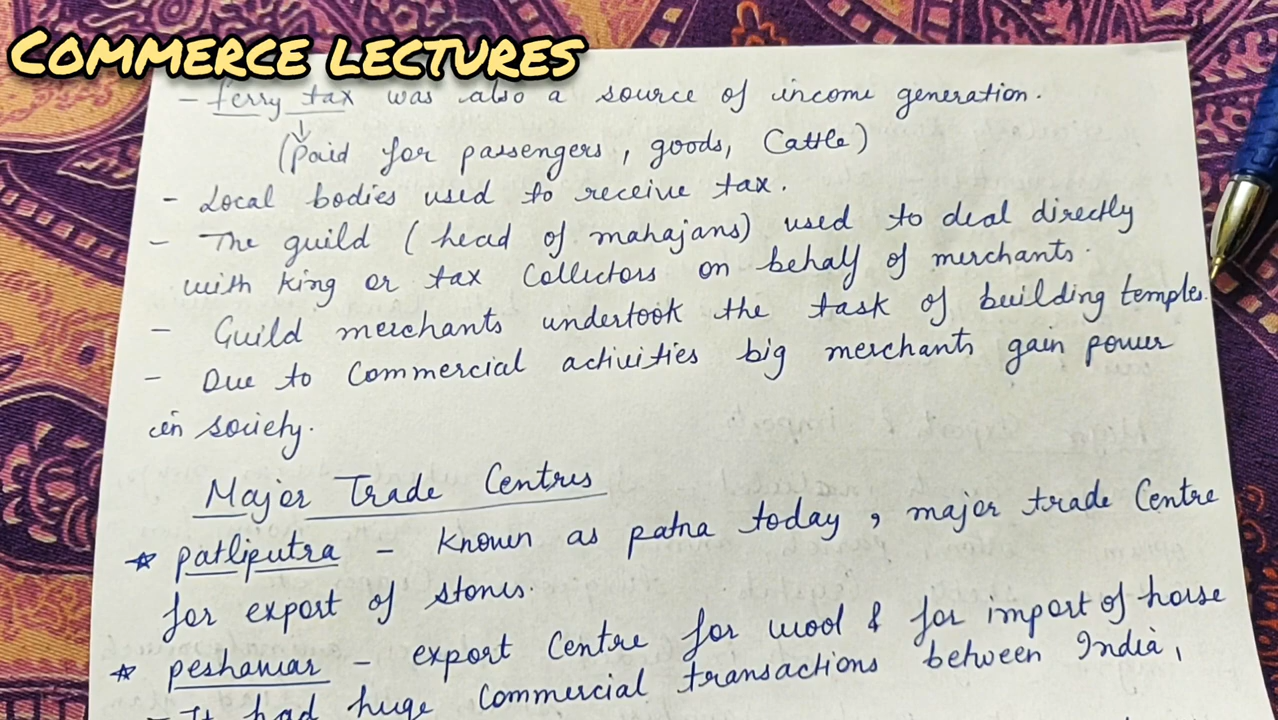 COMMERCE LECTURES
- ferry tax was also a source of income generation.
(Paid for passengers, goods, Cattle)
- Local bodies used to receive tax.
- The guild (head of mahajans) used to deal directly
with king or tax collectors on behalf of merchants.
- Guild merchants undertook the task of building temples.
- Due to Commercial activities big merchants gain power
in society.
Major Trade Centres
* patliputra - known as patna today, major trade Centre
for export of stones.
* peshawar - export Centre for wool & for import of horse
- It had huge Commercial transactions between India,